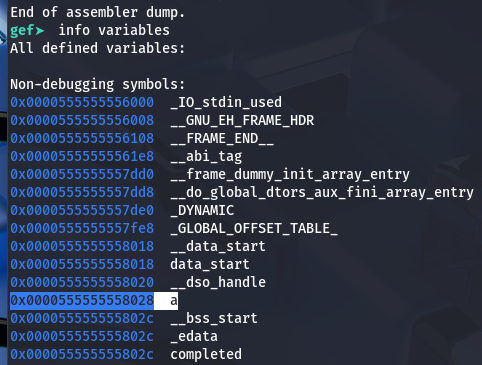 End of assembler dump.
gef➤  info variables
All defined variables:

Non-debugging symbols:
0x0000555555556000  _IO_stdin_used
0x0000555555556008  __GNU_EH_FRAME_HDR
0x0000555555556108  __FRAME_END__
0x00005555555561e8  __abi_tag
0x0000555555557dd0  __frame_dummy_init_array_entry
0x0000555555557dd8  __do_global_dtors_aux_fini_array_entry
0x0000555555557de0  _DYNAMIC
0x0000555555557fe8  _GLOBAL_OFFSET_TABLE_
0x0000555555558018  __data_start
0x0000555555558018  data_start
0x0000555555558020  __dso_handle
0x0000555555558028  a
0x000055555555802c  __bss_start
0x000055555555802c  _edata
0x000055555555802c  completed